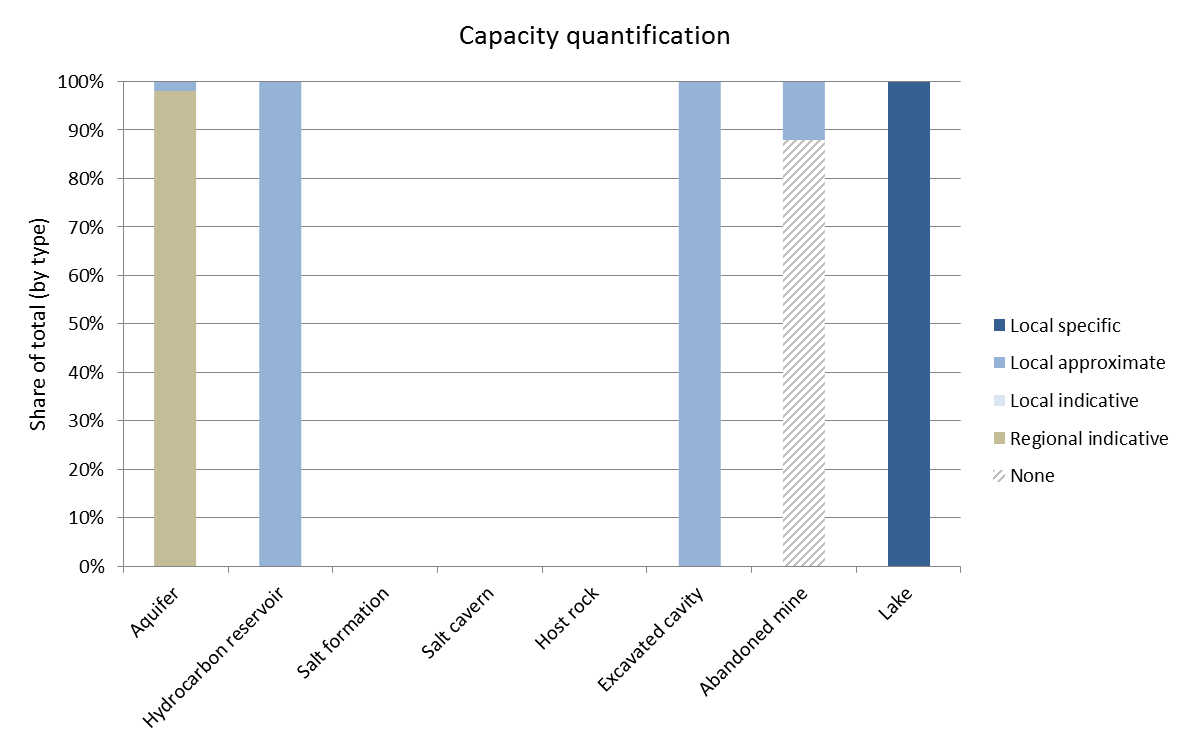 Capacity quantification
Share of total (by type)
100%
90%
80%
70%
60%
50%
40%
30%
20%
10%
0%
Aquifer
Hydrocarbon reservoir
Salt formation
Salt cavern
Host rock
Excavated cavity
Abandoned mine
Lake
Local specific
Local approximate
Local indicative
Regional indicative
None